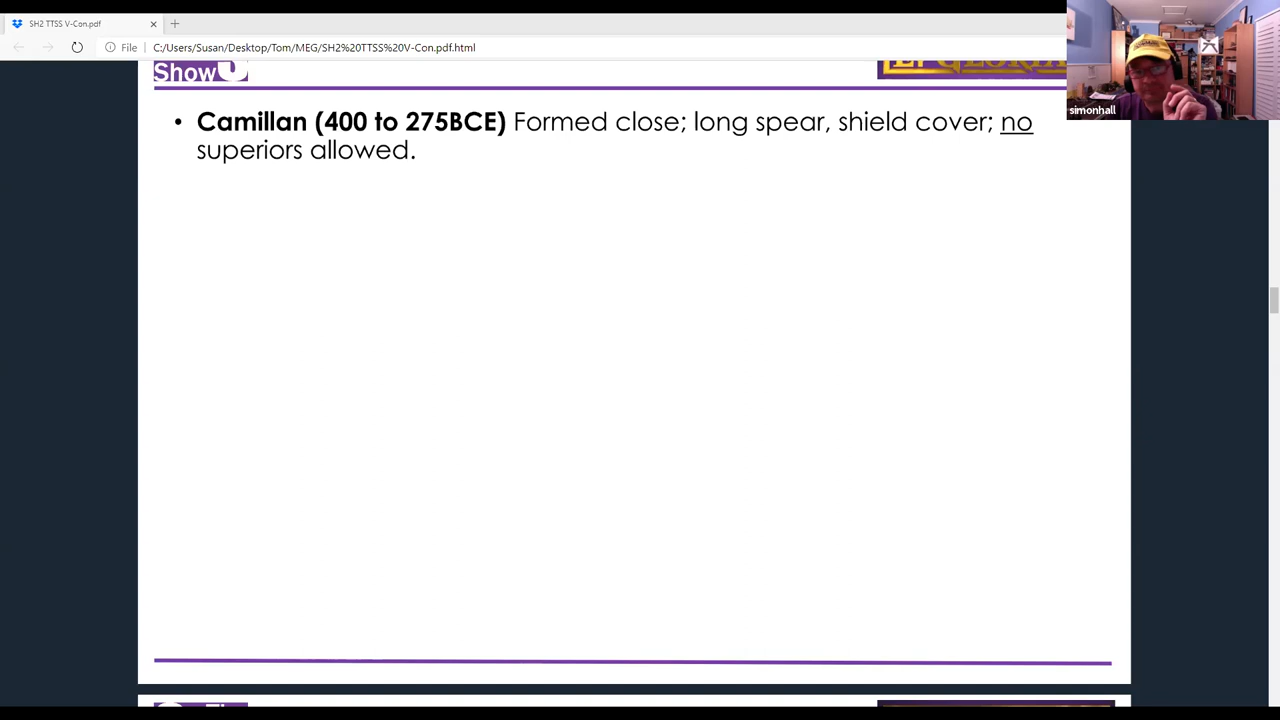 SH2 TTSS V-Con.pdf
File C:/Users/Susan/Desktop/Tom/MEG/SH2%20TTSS%20V-Con.pdf.html
simonhall
Show
• Camillan (400 to 275BCE) Formed close; long spear, shield cover; no
superiors allowed.